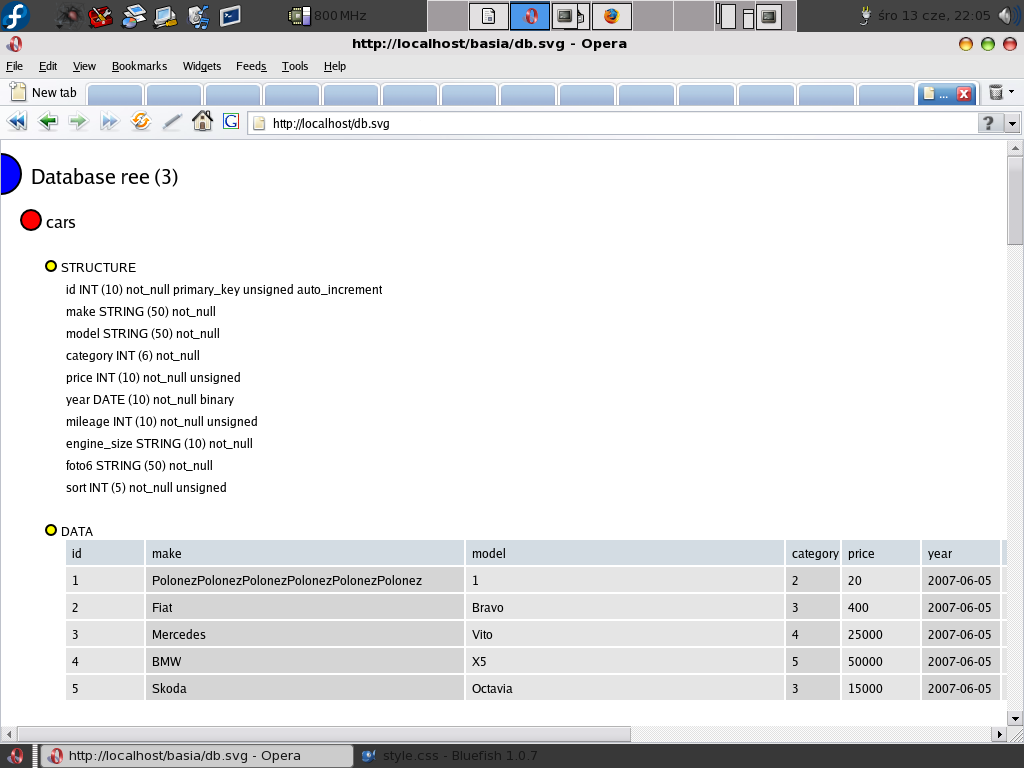 800 MHz
śro 13 cze, 22:05
http://localhost/basia/db.svg - Opera
File Edit View Bookmarks Widgets Feeds Tools Help
New tab ...
http://localhost/db.svg
Database ree (3)
cars
STRUCTURE
id INT (10) not_null primary_key unsigned auto_increment
make STRING (50) not_null
model STRING (50) not_null
category INT (6) not_null
price INT (10) not_null unsigned
year DATE (10) not_null binary
mileage INT (10) not_null unsigned
engine_size STRING (10) not_null
foto6 STRING (50) not_null
sort INT (5) not_null unsigned
DATA
id make model category price year
1 PolonezPolonezPolonezPolonezPolonezPolonez 1 2 20 2007-06-05
2 Fiat Bravo 3 400 2007-06-05
3 Mercedes Vito 4 25000 2007-06-05
4 BMW X5 5 50000 2007-06-05
5 Skoda Octavia 3 15000 2007-06-05
http://localhost/basia/db.svg - Opera
style.css - Bluefish 1.0.7